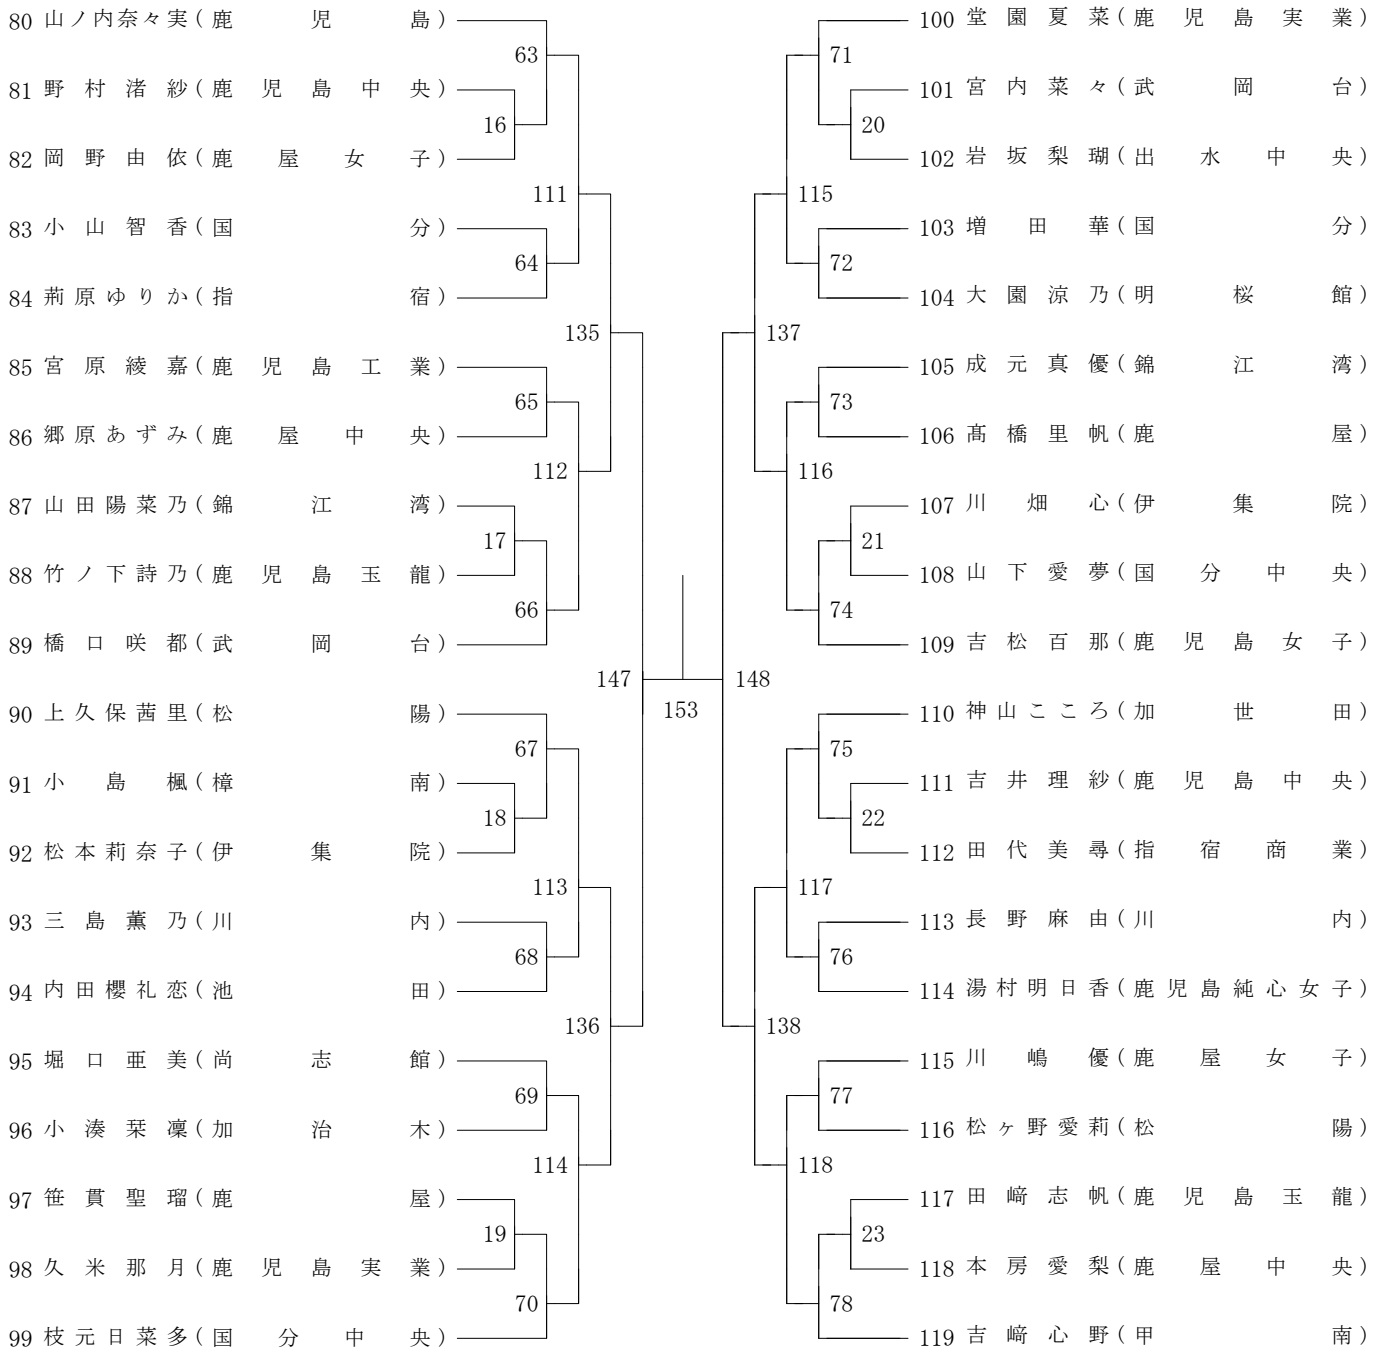 80 山ノ内奈々実(鹿児島)
63
81 野村渚紗(鹿児島中央)
16
82 岡野由依(鹿屋女子)
111
83 小山智香(国分)
64
84 荊原ゆりか(指宿)
135
85 宮原綾嘉(鹿児島工業)
65
86 郷原あずみ(鹿屋中央)
112
87 山田陽菜乃(錦江湾)
17
88 竹ノ下詩乃(鹿児島玉龍)
66
89 橋口咲都(武岡台)
147
90 上久保茜里(松陽)
67
91 小島楓(樟南)
18
92 松本莉奈子(伊集院)
113
93 三島薫乃(川内)
68
94 内田櫻礼恋(池田)
136
95 堀口亜美(尚志館)
69
96 小湊栞凜(加治木)
114
97 笹貫聖瑠(鹿屋)
19
98 久米那月(鹿児島実業)
70
99 枝元日菜多(国分中央)
153
100 堂園夏菜(鹿児島実業)
71
101 宮内菜々(武岡台)
20
102 岩坂梨瑚(出水中央)
115
103 増田華(国分)
72
104 大園涼乃(明桜館)
137
105 成元真優(錦江湾)
73
106 髙橋里帆(鹿屋)
116
107 川畑心(伊集院)
21
108 山下愛夢(国分中央)
74
109 吉松百那(鹿児島女子)
148
110 神山こころ(加世田)
75
111 吉井理紗(鹿児島中央)
22
112 田代美尋(指宿商業)
117
113 長野麻由(川内)
76
114 湯村明日香(鹿児島純心女子)
138
115 川嶋優(鹿屋女子)
77
116 松ヶ野愛莉(松陽)
118
117 田﨑志帆(鹿児島玉龍)
23
118 本房愛梨(鹿屋中央)
78
119 吉﨑心野(甲南)